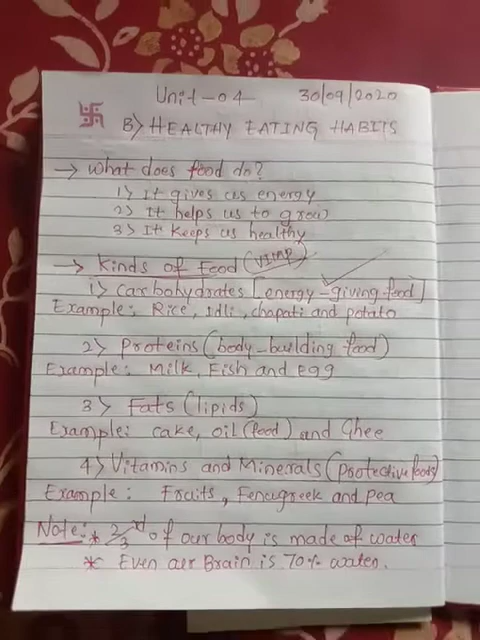 Unit-04 30/09/2020
B> HEALTHY EATING HABITS
→ What does food do?
1> It gives us energy
2> It helps us to grow
3> It keeps us healthy
→ Kinds of Food (VIMP)
1> carbohydrates [energy-giving food]
Example: Rice, Idli, chapati and potato
2> Proteins (body-building food)
Example: Milk, Fish and egg
3> Fats (lipids)
Example: cake, oil (food) and Ghee
4> Vitamins and Minerals (Protective foods)
Example: Fruits, Fenugreek and pea
Note:- * 2/3rd of our body is made of water
* Even our Brain is 70% water.